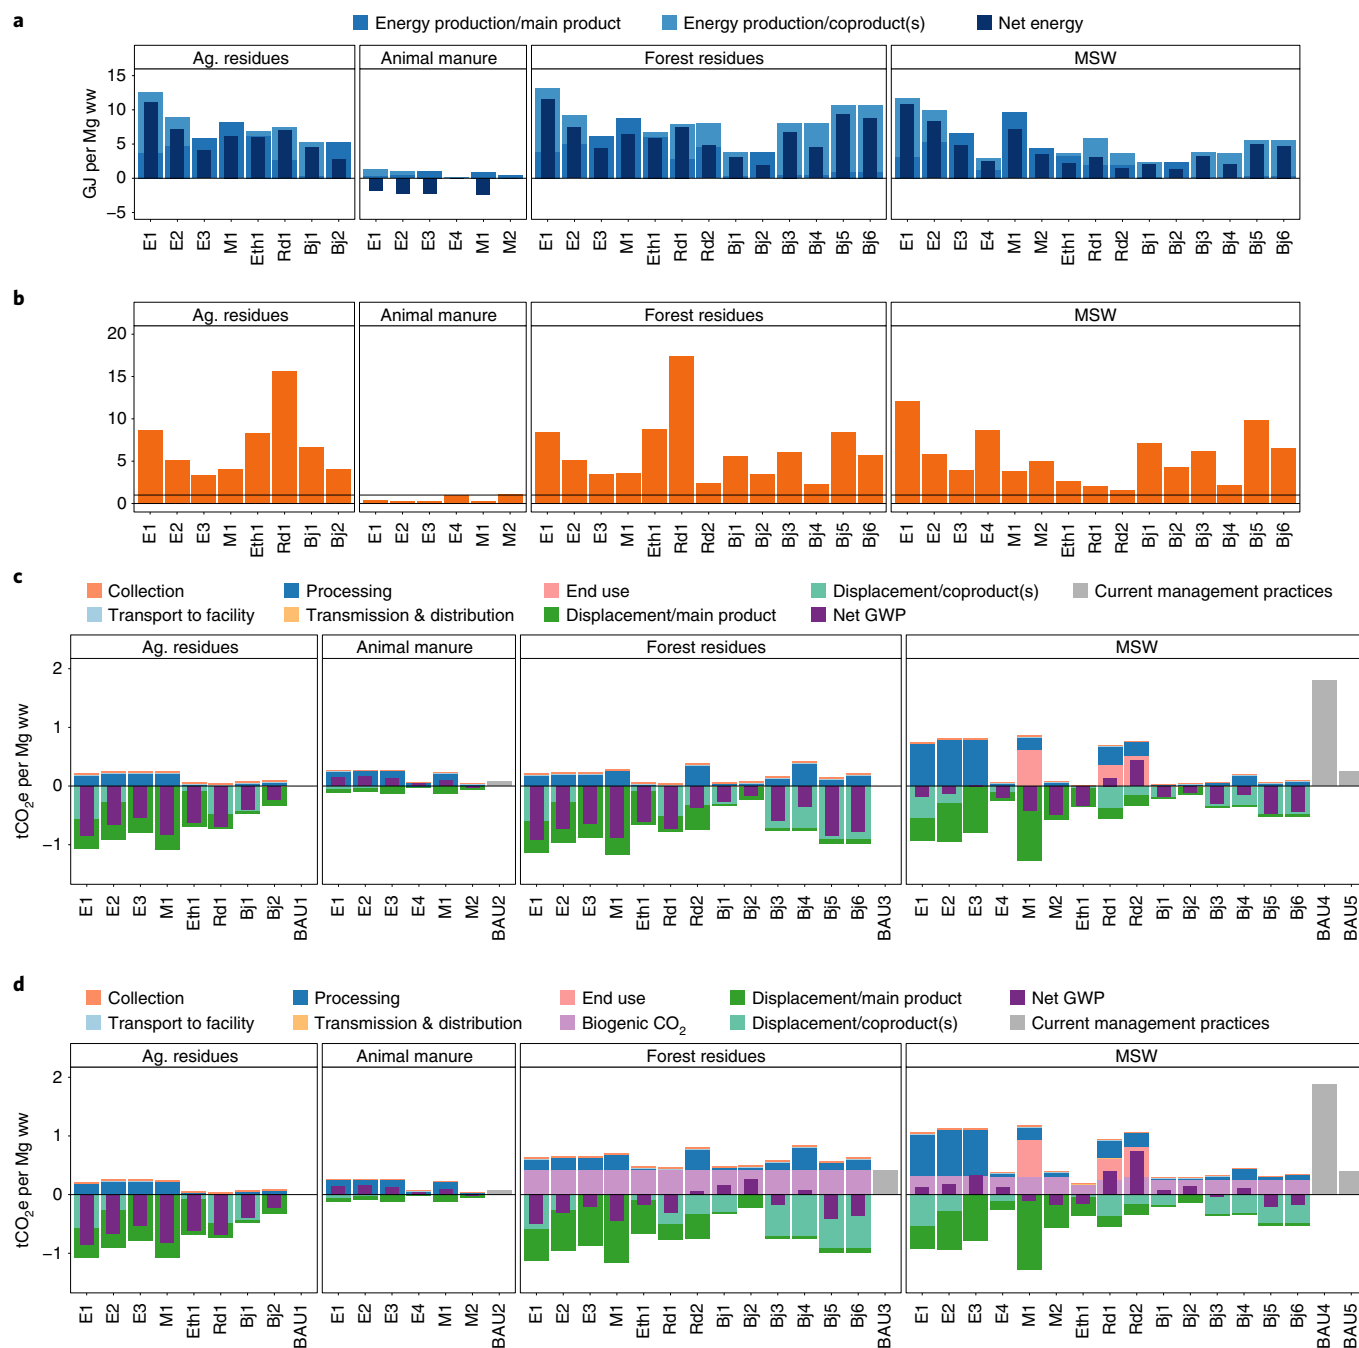 a
Energy production/main product Energy production/coproduct(s) Net energy
Ag. residues Animal manure Forest residues MSW
GJ per Mg ww
15
10
5
0
−5
E1 E2 E3 M1 Eth1 Rd1 Bj1 Bj2 E1 E2 E3 E4 M1 M2 E1 E2 E3 M1 Eth1 Rd1 Rd2 Bj1 Bj2 Bj3 Bj4 Bj5 Bj6 E1 E2 E3 E4 M1 M2 Eth1 Rd1 Rd2 Bj1 Bj2 Bj3 Bj4 Bj5 Bj6
b
Ag. residues Animal manure Forest residues MSW
20
15
10
5
0
E1 E2 E3 M1 Eth1 Rd1 Bj1 Bj2 E1 E2 E3 E4 M1 M2 E1 E2 E3 M1 Eth1 Rd1 Rd2 Bj1 Bj2 Bj3 Bj4 Bj5 Bj6 E1 E2 E3 E4 M1 M2 Eth1 Rd1 Rd2 Bj1 Bj2 Bj3 Bj4 Bj5 Bj6
c
Collection Processing End use Displacement/coproduct(s) Current management practices
Transport to facility Transmission & distribution Displacement/main product Net GWP
Ag. residues Animal manure Forest residues MSW
tCO₂e per Mg ww
2
1
0
−1
E1 E2 E3 M1 Eth1 Rd1 Bj1 Bj2 BAU1 E1 E2 E3 E4 M1 M2 BAU2 E1 E2 E3 M1 Eth1 Rd1 Rd2 Bj1 Bj2 Bj3 Bj4 Bj5 Bj6 BAU3 E1 E2 E3 E4 M1 M2 Eth1 Rd1 Rd2 Bj1 Bj2 Bj3 Bj4 Bj5 Bj6 BAU4 BAU5
d
Collection Processing End use Displacement/main product Net GWP
Transport to facility Transmission & distribution Biogenic CO₂ Displacement/coproduct(s) Current management practices
Ag. residues Animal manure Forest residues MSW
tCO₂e per Mg ww
2
1
0
−1
E1 E2 E3 M1 Eth1 Rd1 Bj1 Bj2 BAU1 E1 E2 E3 E4 M1 M2 BAU2 E1 E2 E3 M1 Eth1 Rd1 Rd2 Bj1 Bj2 Bj3 Bj4 Bj5 Bj6 BAU3 E1 E2 E3 E4 M1 M2 Eth1 Rd1 Rd2 Bj1 Bj2 Bj3 Bj4 Bj5 Bj6 BAU4 BAU5